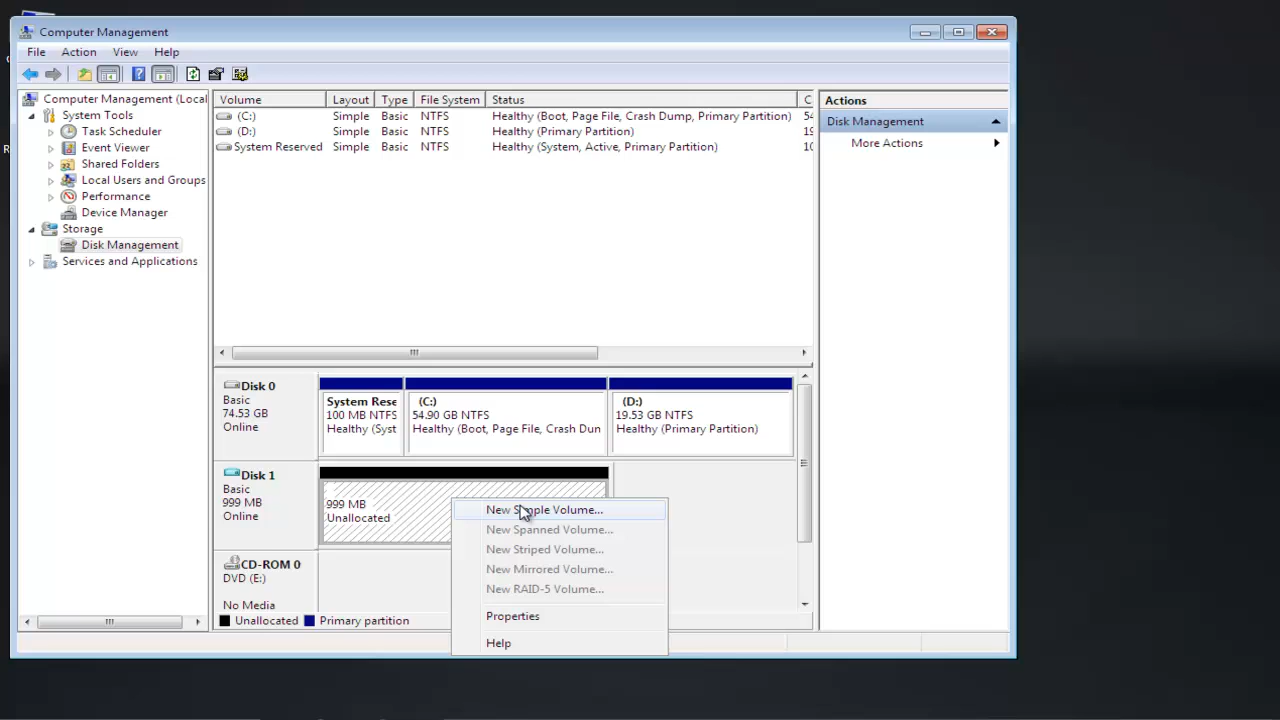 Computer Management
File Action View Help
Computer Management (Local
System Tools
Task Scheduler
Event Viewer
Shared Folders
Local Users and Groups
Performance
Device Manager
Storage
Disk Management
Services and Applications
Volume Layout Type File System Status C
(C:) Simple Basic NTFS Healthy (Boot, Page File, Crash Dump, Primary Partition) 54
(D:) Simple Basic NTFS Healthy (Primary Partition) 19
System Reserved Simple Basic NTFS Healthy (System, Active, Primary Partition) 10
Actions
Disk Management
More Actions
Disk 0
Basic
74.53 GB
Online
System Rese
100 MB NTFS
Healthy (Syst
(C:)
54.90 GB NTFS
Healthy (Boot, Page File, Crash Dun
(D:)
19.53 GB NTFS
Healthy (Primary Partition)
Disk 1
Basic
999 MB
Online
999 MB
Unallocated
CD-ROM 0
DVD (E:)
No Media
Unallocated Primary partition
New Simple Volume...
New Spanned Volume...
New Striped Volume...
New Mirrored Volume...
New RAID-5 Volume...
Properties
Help